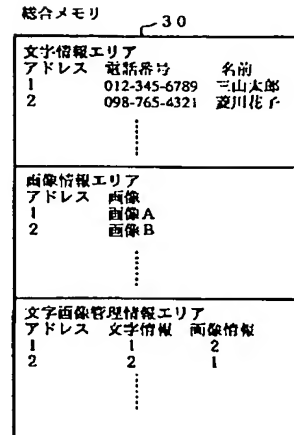 総合メモリ
30
文字情報エリア
アドレス 電話番号 名前
1 012-345-6789 三山太郎
2 098-765-4321 菱川花子
画像情報エリア
アドレス 画像
1 画像A
2 画像B
文字画像管理情報エリア
アドレス 文字情報 画像情報
1 1 2
2 2 1